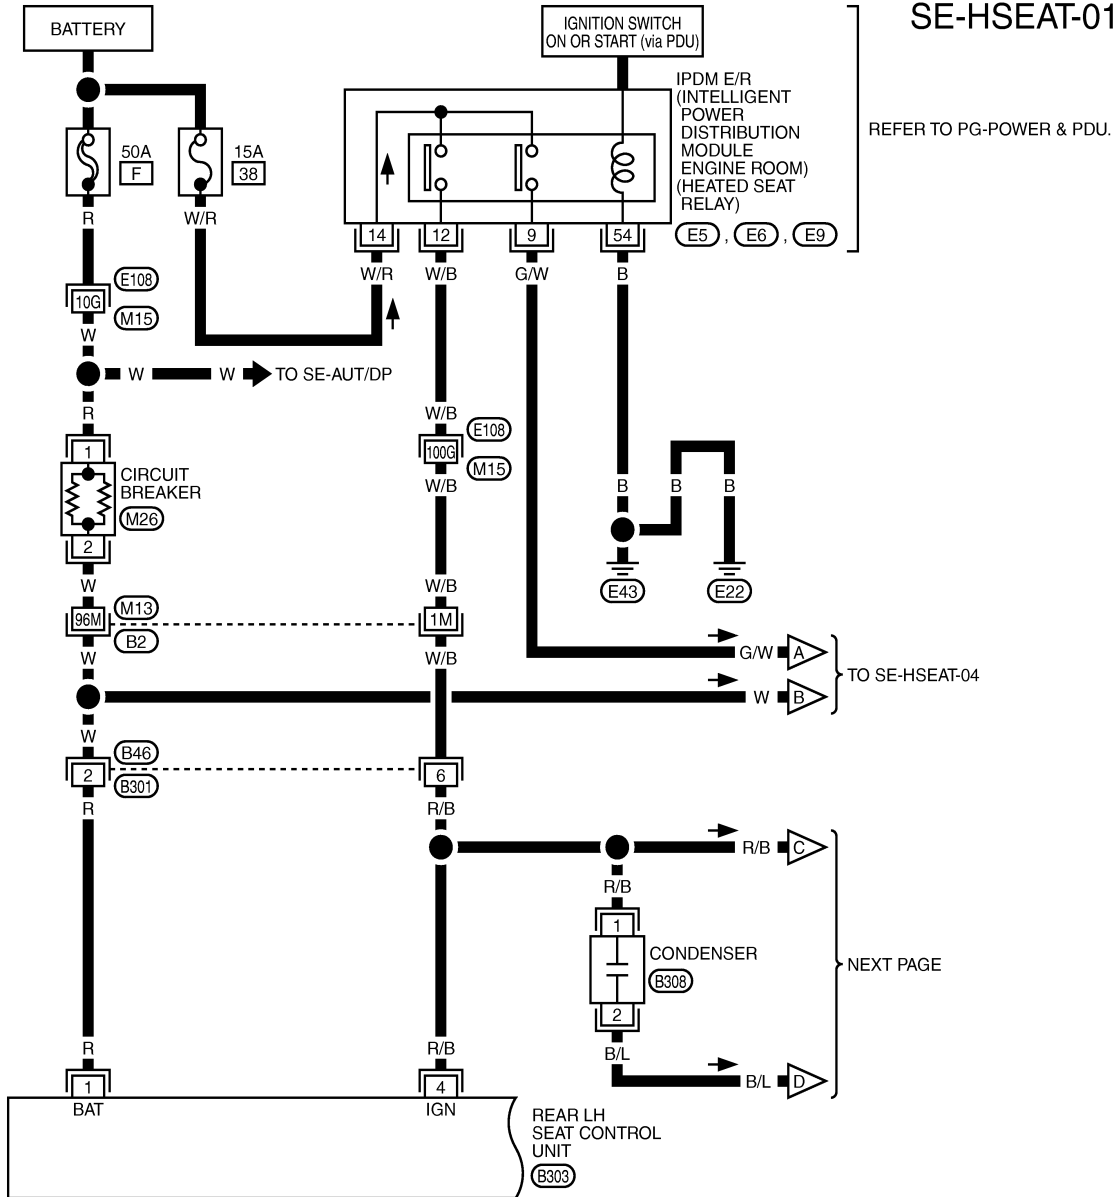 SE-HSEAT-01
BATTERY
IGNITION SWITCH
ON OR START (via PDU)
IPDM E/R
(INTELLIGENT
POWER
DISTRIBUTION
MODULE
ENGINE ROOM)
(HEATED SEAT
RELAY)
REFER TO PG-POWER & PDU.
50A
F
15A
38
E5 , E6 , E9
R
W/R
14
12
9
54
W/R
W/B
G/W
B
E108
10G
M15
W
W
W
TO SE-AUT/DP
R
W/B
E108
100G
M15
W/B
1
CIRCUIT
BREAKER
M26
2
B
B
B
E43
E22
W
W/B
M13
96M
1M
B2
W
W/B
G/W
A
W
B
TO SE-HSEAT-04
W
B46
2
6
B301
R
R/B
R/B
C
R/B
1
CONDENSER
B308
2
B/L
NEXT PAGE
B/L
D
R
R/B
1
4
BAT
IGN
REAR LH
SEAT CONTROL
UNIT
B303